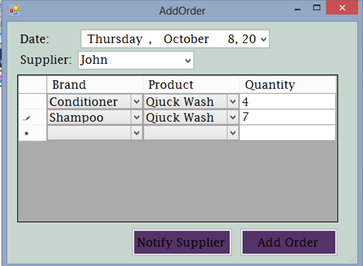 AddOrder
Date: Thursday , October 8, 20
Supplier: John
Brand Product Quantity
Conditioner Qiuck Wash 4
Shampoo Qiuck Wash 7
Notify Supplier Add Order